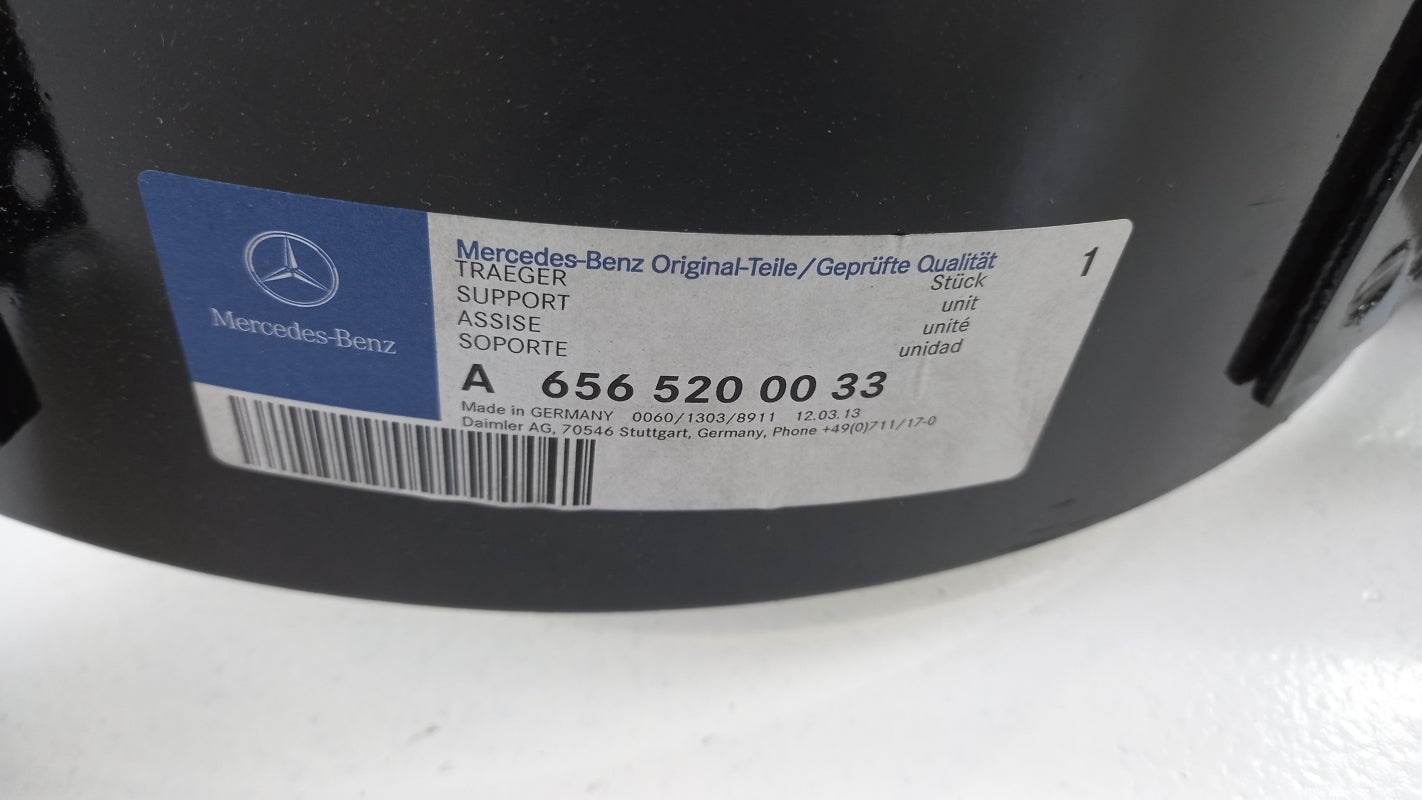 Mercedes-Benz
Mercedes-Benz Original-Teile/Geprüfte Qualität
1
TRAEGER Stück
SUPPORT unit
ASSISE unité
SOPORTE unidad
A 656 520 00 33
Made in GERMANY 0060/1303/8911 12.03.13
Daimler AG, 70546 Stuttgart, Germany, Phone +49(0)711/17-0